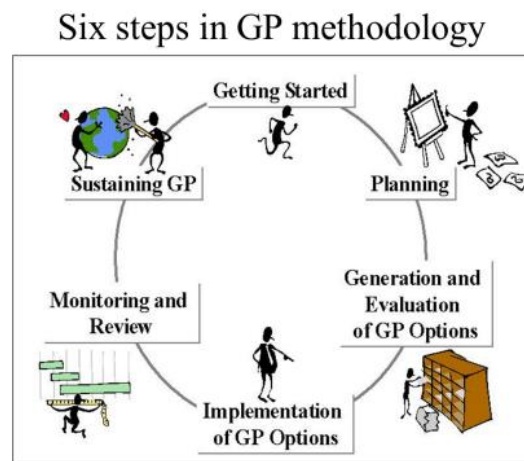 Six steps in GP methodology
Getting Started
Planning
Generation and
Evaluation
of GP Options
Implementation
of GP Options
Monitoring and
Review
Sustaining GP